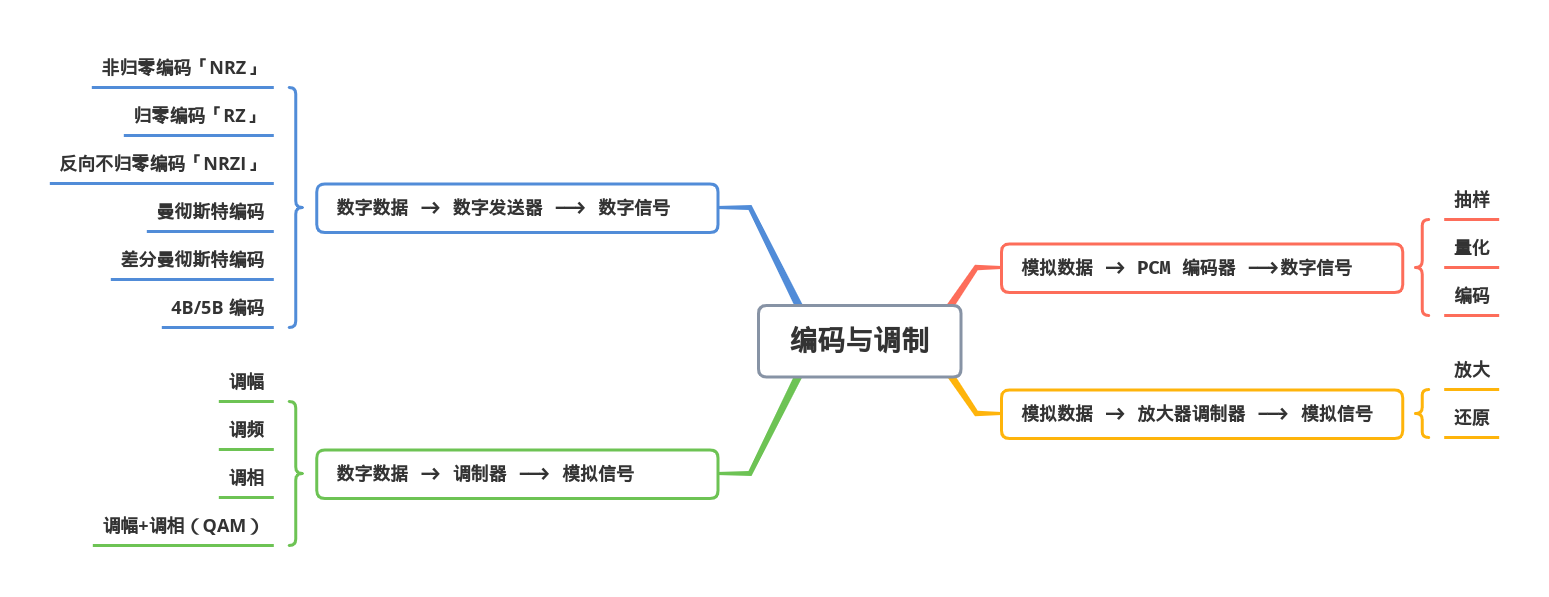 非归零编码「NRZ」
归零编码「RZ」
反向不归零编码「NRZI」
曼彻斯特编码
差分曼彻斯特编码
4B/5B 编码
数字数据 → 数字发送器 ⟶ 数字信号
调幅
调频
调相
调幅+调相（QAM）
数字数据 → 调制器 ⟶ 模拟信号
编码与调制
模拟数据 → PCM 编码器 ⟶数字信号
抽样
量化
编码
模拟数据 → 放大器调制器 ⟶ 模拟信号
放大
还原